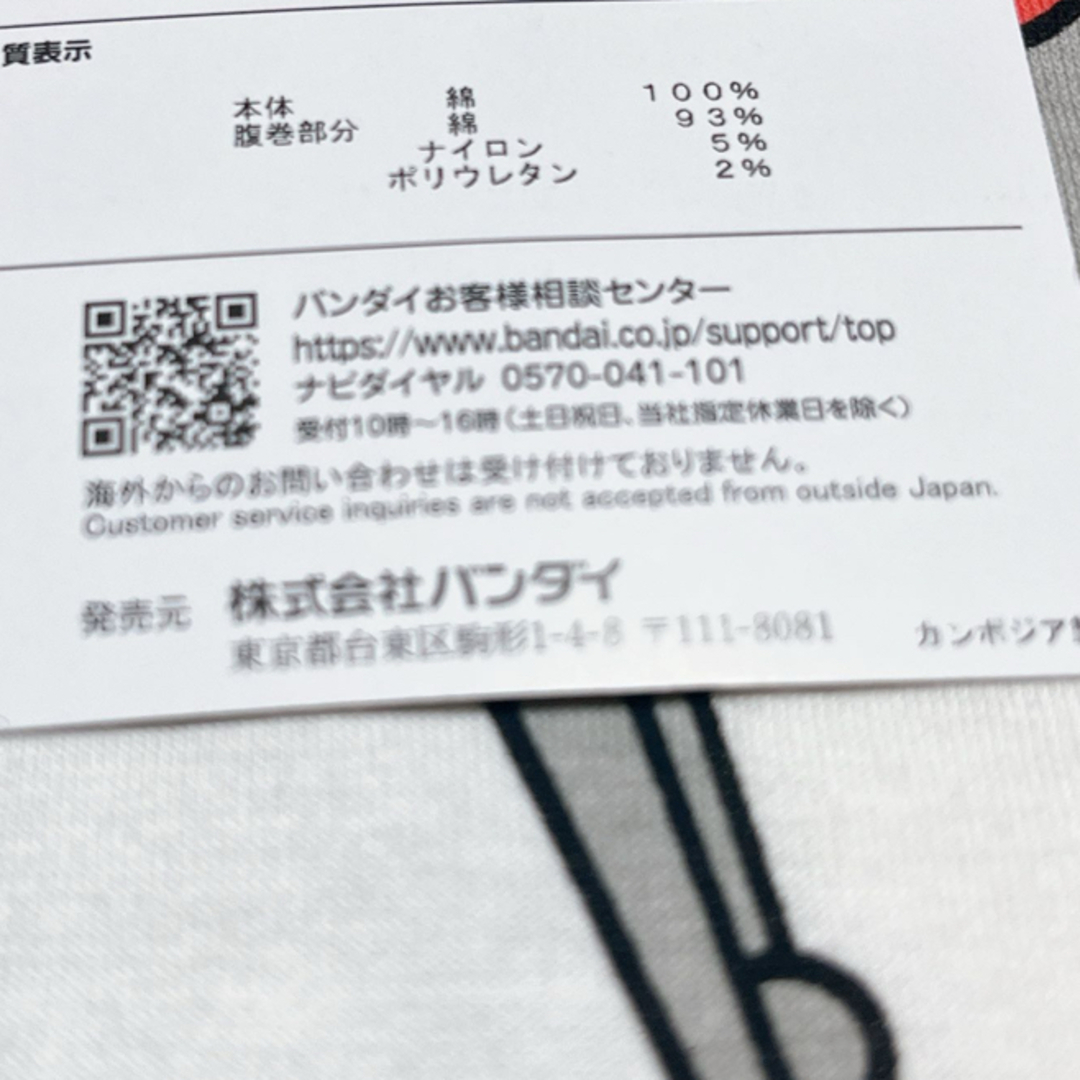 質表示
本体 綿 100%
腹巻部分 綿 93%
ナイロン 5%
ポリウレタン 2%
バンダイお客様相談センター
https://www.bandai.co.jp/support/top
ナビダイヤル 0570-041-101
受付10時~16時(土日祝日、当社指定休業日を除く)
海外からのお問い合わせは受け付けておりません。
Customer service inquiries are not accepted from outside Japan.
発売元 株式会社バンダイ
東京都台東区駒形1-4-8 〒111-8081
カンボジア製